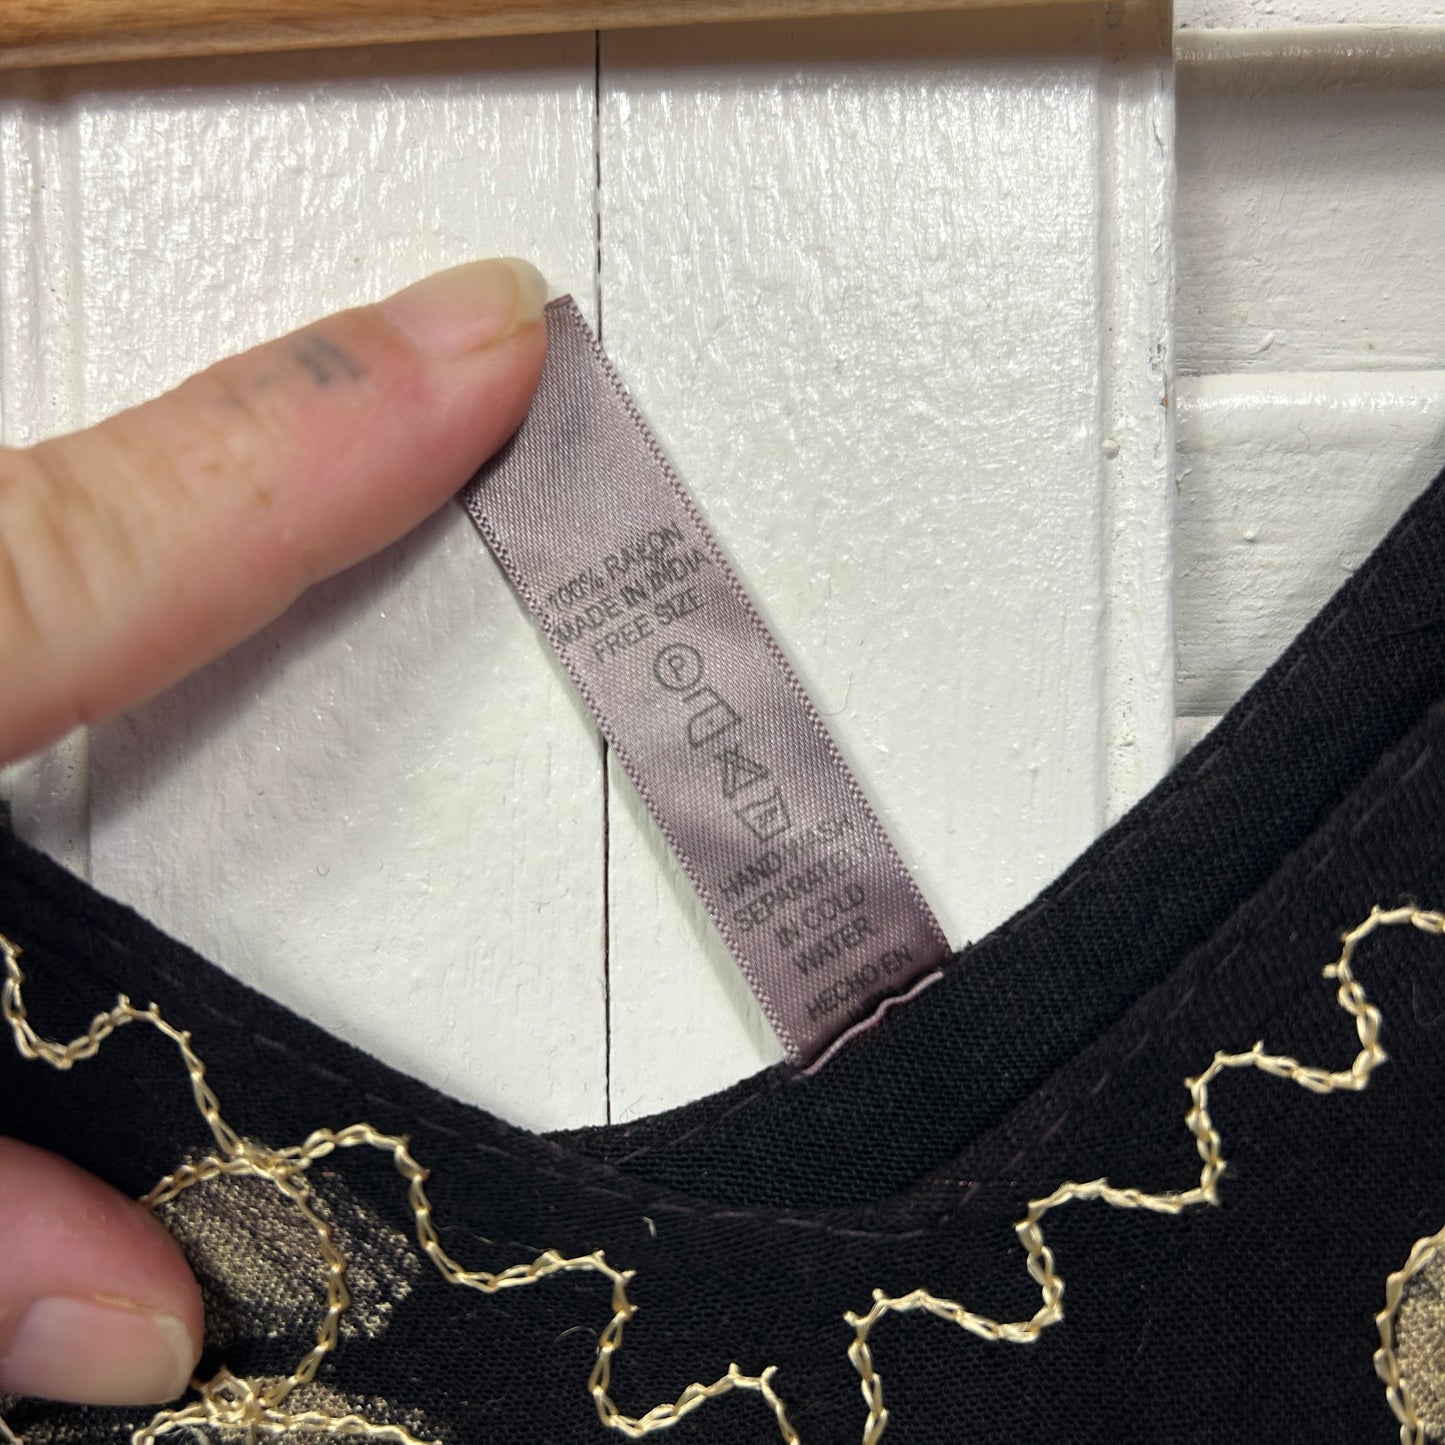 100% RAYON
MADE IN INDIA
FREE SIZE
P
HAND WASH
SEPARATELY
IN COLD
WATER
HECHO EN